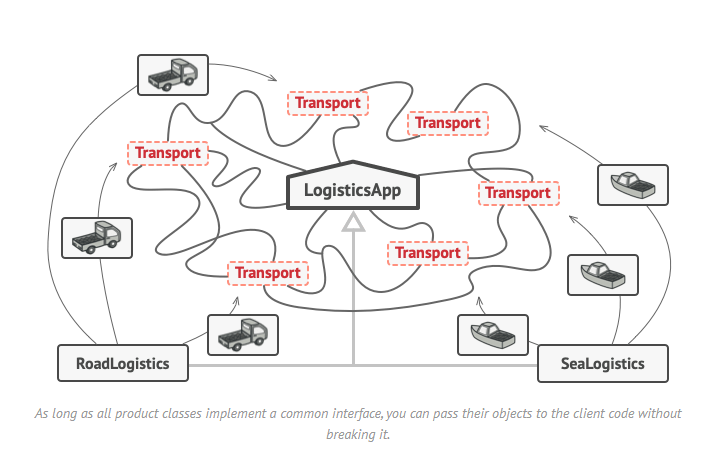 Transport
Transport
Transport
LogisticsApp
Transport
Transport
Transport
RoadLogistics
SeaLogistics
As long as all product classes implement a common interface, you can pass their objects to the client code without
breaking it.